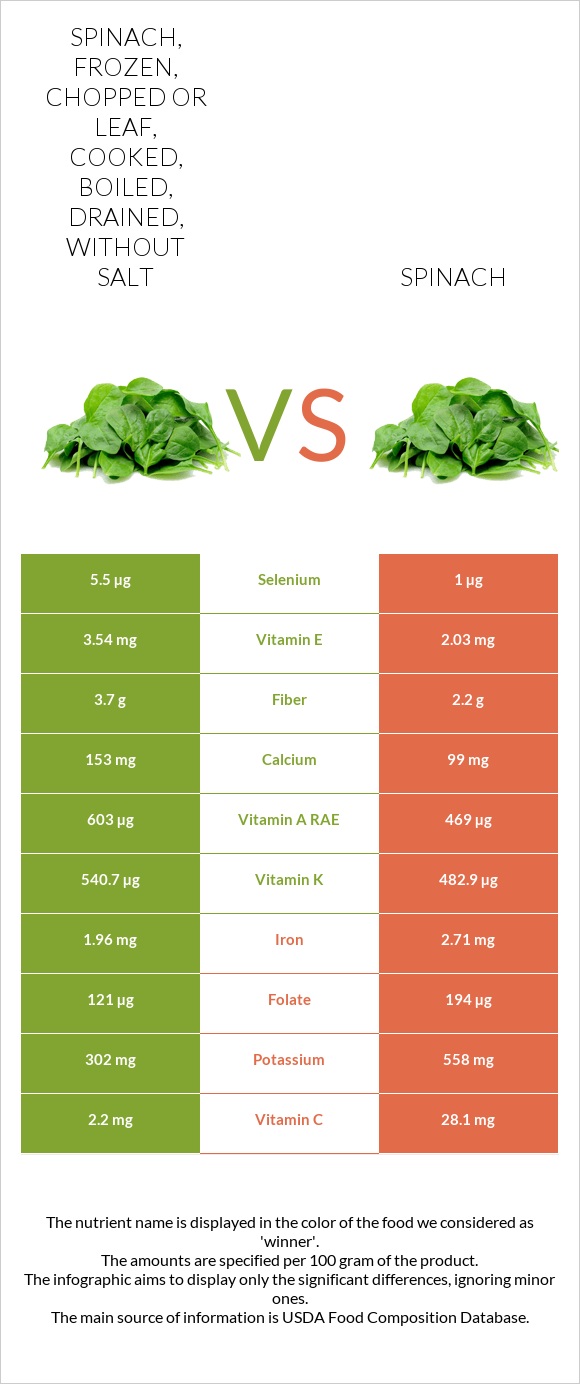 SPINACH,
FROZEN,
CHOPPED OR
LEAF,
COOKED,
BOILED,
DRAINED,
WITHOUT
SALT
SPINACH
VS
5.5 µg Selenium 1 µg
3.54 mg Vitamin E 2.03 mg
3.7 g Fiber 2.2 g
153 mg Calcium 99 mg
603 µg Vitamin A RAE 469 µg
540.7 µg Vitamin K 482.9 µg
1.96 mg Iron 2.71 mg
121 µg Folate 194 µg
302 mg Potassium 558 mg
2.2 mg Vitamin C 28.1 mg
The nutrient name is displayed in the color of the food we considered as
'winner'.
The amounts are specified per 100 gram of the product.
The infographic aims to display only the significant differences, ignoring minor
ones.
The main source of information is USDA Food Composition Database.